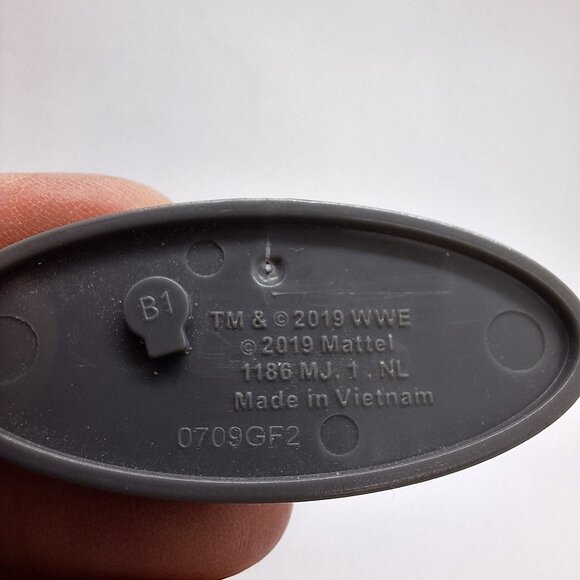 B1
TM & © 2019 WWE
© 2019 Mattel
1186 MJ. 1 . NL
Made in Vietnam
0709GF2